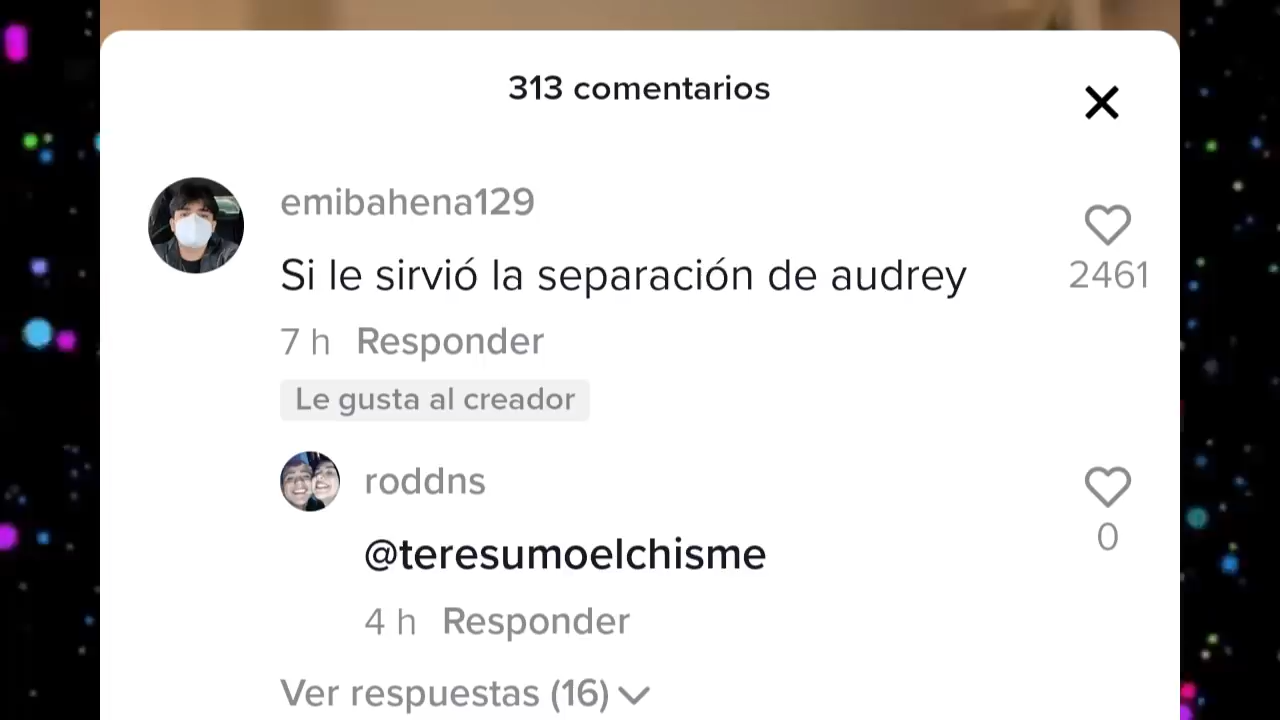 313 comentarios
emibahena129
Si le sirvió la separación de audrey
2461
7 h Responder
Le gusta al creador
roddns
@teresumoelchisme
0
4 h Responder
Ver respuestas (16)